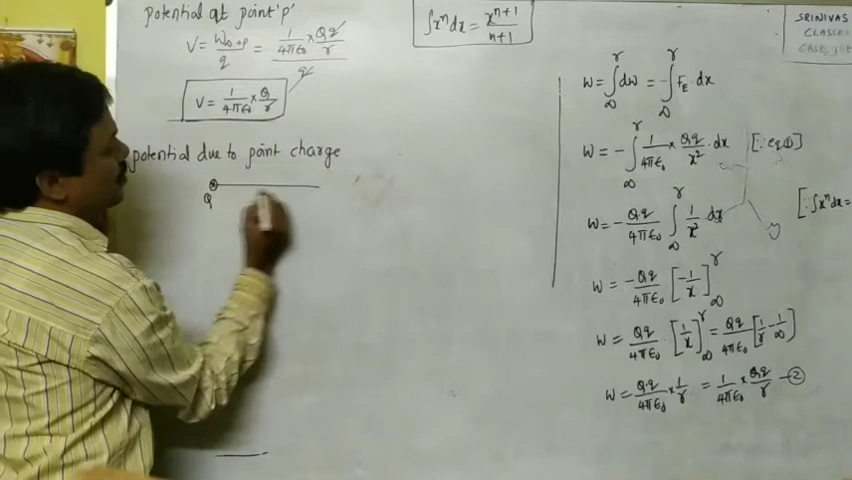 potential at point 'p'
V = W∞→p/q = (1/4πε₀ × Qq/r)/q
V = 1/4πε₀ × Q/r
potential due to point charge
Q
∫xⁿdx = xⁿ⁺¹/n+1
SRINIVAS
CLASSES
CBSE, JEE
W = ∫∞^r dW = -∫∞^r F_E · dx
W = - ∫∞^r 1/4πε₀ × Qq/x² · dx [∵ eq①]
W = - Qq/4πε₀ ∫∞^r 1/x² dx [∵ ∫xⁿdx =
W = -Qq/4πε₀ [-1/x]∞^r
W = Qq/4πε₀ · [1/x]∞^r = Qq/4πε₀ [1/r - 1/∞]
W = Qq/4πε₀ × 1/r = 1/4πε₀ × Qq/r —②